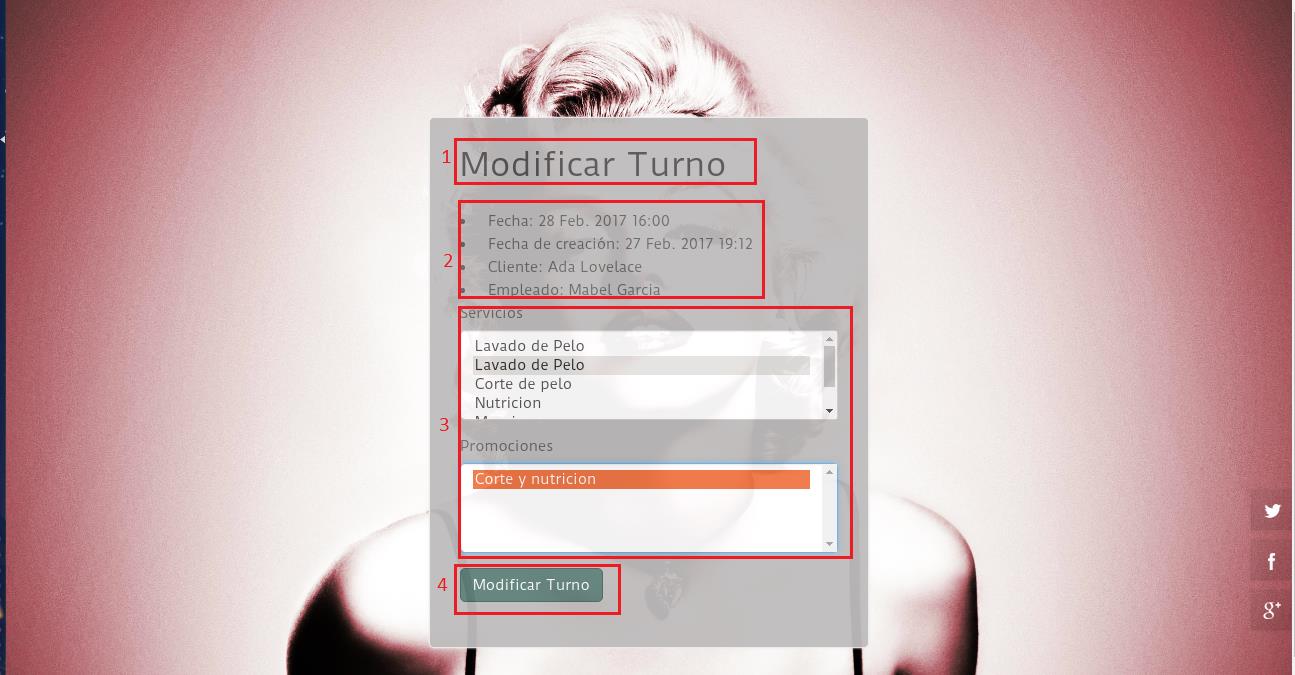 1
Modificar Turno
2
Fecha: 28 Feb. 2017 16:00
Fecha de creación: 27 Feb. 2017 19:12
Cliente: Ada Lovelace
Empleado: Mabel Garcia
3
Servicios
Lavado de Pelo
Lavado de Pelo
Corte de pelo
Nutricion
Promociones
Corte y nutricion
4
Modificar Turno